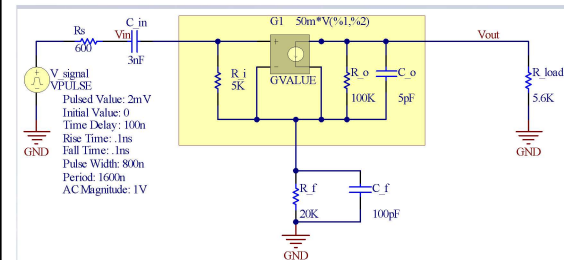 G1 50m*V(%1,%2)
C_in
Rs
Vin
600
3nF
Vout
V_signal
VPULSE
Pulsed Value: 2mV
Initial Value: 0
Time Delay: 100n
Rise Time: .1ns
Fall Time: .1ns
Pulse Width: 800n
Period: 1600n
AC Magnitude: 1V
R_i
5K
GVALUE
R_o
100K
C_o
5pF
R_load
5.6K
GND
GND
R_f
20K
C_f
100pF
GND